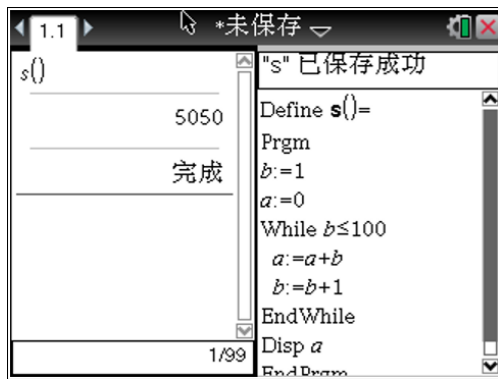 1.1
*未保存
s()
5050
完成
1/99
"s" 已保存成功
Define s()=
Prgm
b:=1
a:=0
While b≤100
a:=a+b
b:=b+1
EndWhile
Disp a
EndPrgm